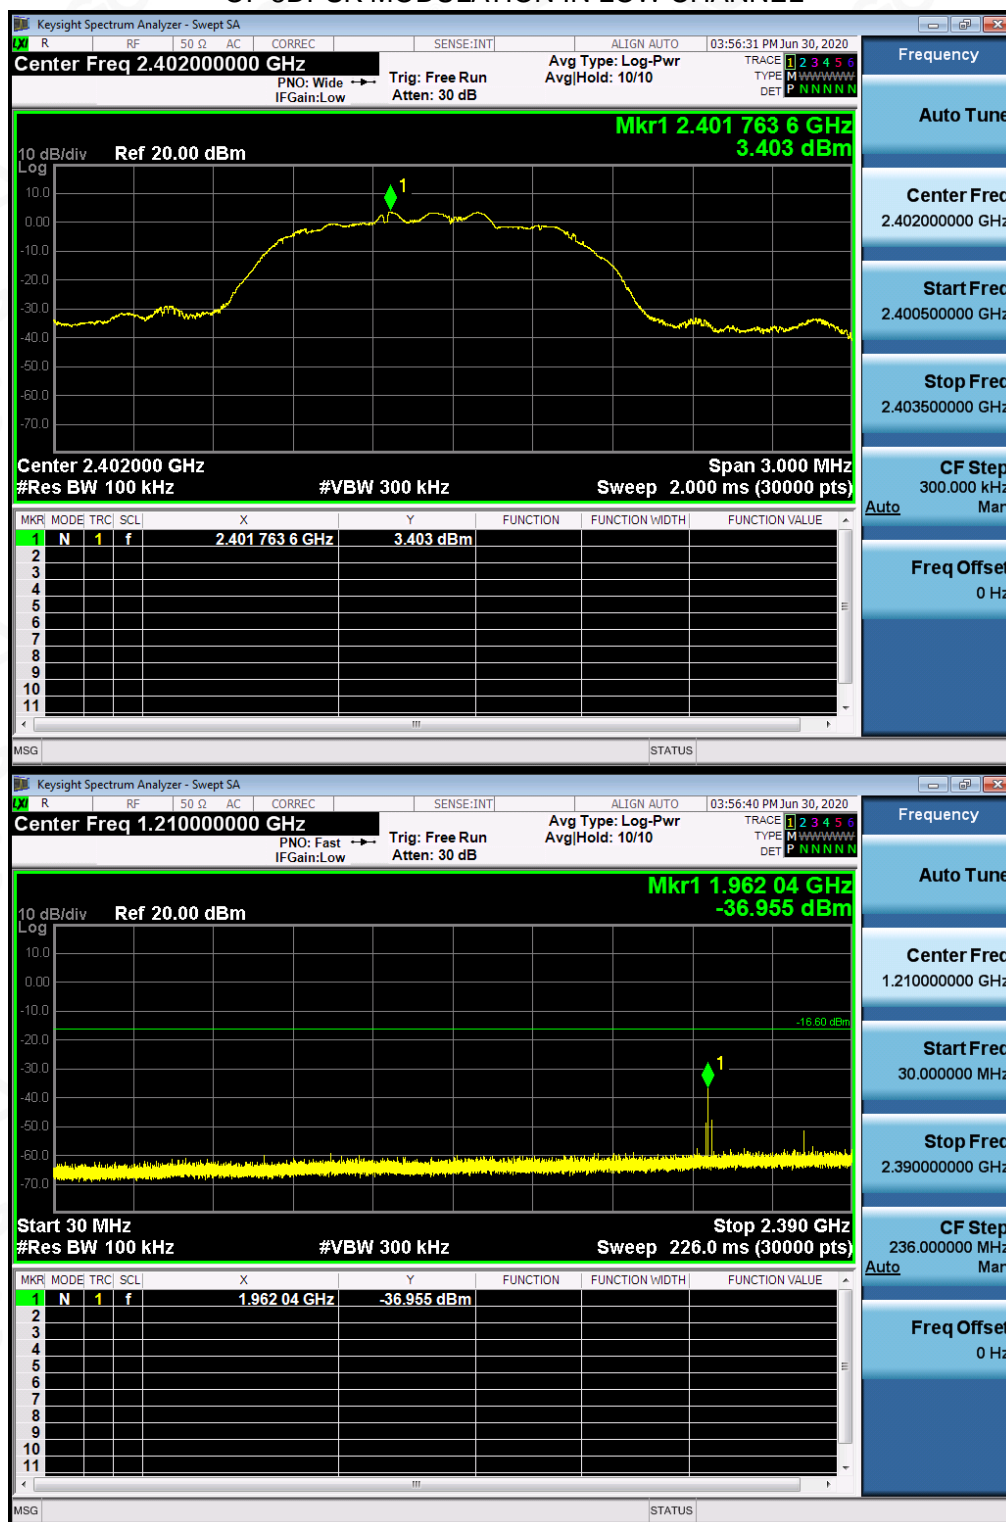 OF 8DPSK MODULATION IN LOW CHANNEL
Keysight Spectrum Analyzer - Swept SA
LXI R RF 50 Ω AC CORREC SENSE:INT ALIGN AUTO 03:56:31 PM Jun 30, 2020
Center Freq 2.402000000 GHz
PNO: Wide
IFGain:Low
Trig: Free Run
Atten: 30 dB
Avg Type: Log-Pwr
Avg|Hold: 10/10
TRACE 1 2 3 4 5 6
TYPE M WWWWW
DET P N N N N N
Frequency
Auto Tune
Mkr1 2.401 763 6 GHz
3.403 dBm
10 dB/div Ref 20.00 dBm
Log
10.0
0.00
-10.0
-20.0
-30.0
-40.0
-50.0
-60.0
-70.0
1
Center Freq
2.402000000 GHz
Start Freq
2.400500000 GHz
Stop Freq
2.403500000 GHz
CF Step
300.000 kHz
Auto Man
Freq Offset
0 Hz
Center 2.402000 GHz Span 3.000 MHz
#Res BW 100 kHz #VBW 300 kHz Sweep 2.000 ms (30000 pts)
MKR MODE TRC SCL X Y FUNCTION FUNCTION WIDTH FUNCTION VALUE
1 N 1 f 2.401 763 6 GHz 3.403 dBm
2
3
4
5
6
7
8
9
10
11
MSG STATUS
Keysight Spectrum Analyzer - Swept SA
LXI R RF 50 Ω AC CORREC SENSE:INT ALIGN AUTO 03:56:40 PM Jun 30, 2020
Center Freq 1.210000000 GHz
PNO: Fast
IFGain:Low
Trig: Free Run
Atten: 30 dB
Avg Type: Log-Pwr
Avg|Hold: 10/10
TRACE 1 2 3 4 5 6
TYPE M WWWWW
DET P N N N N N
Frequency
Auto Tune
Mkr1 1.962 04 GHz
-36.955 dBm
10 dB/div Ref 20.00 dBm
Log
10.0
0.00
-10.0
-20.0
-30.0
-40.0
-50.0
-60.0
-70.0
-16.60 dBm
1
Center Freq
1.210000000 GHz
Start Freq
30.000000 MHz
Stop Freq
2.390000000 GHz
CF Step
236.000000 MHz
Auto Man
Freq Offset
0 Hz
Start 30 MHz Stop 2.390 GHz
#Res BW 100 kHz #VBW 300 kHz Sweep 226.0 ms (30000 pts)
MKR MODE TRC SCL X Y FUNCTION FUNCTION WIDTH FUNCTION VALUE
1 N 1 f 1.962 04 GHz -36.955 dBm
2
3
4
5
6
7
8
9
10
11
MSG STATUS